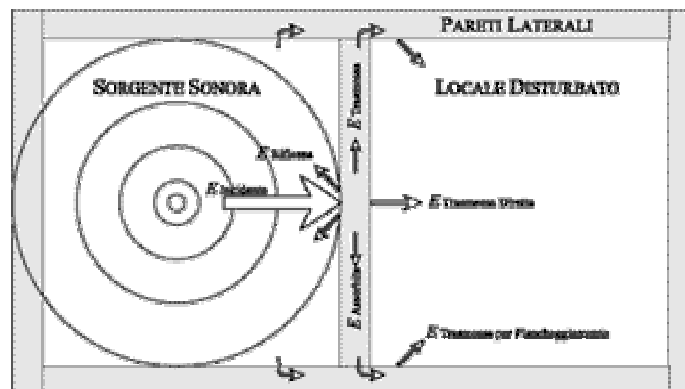 PARETI LATERALI
SORGENTE SONORA
LOCALE DISTURBATO
E Trasmessa
E Riflessa
E Incidente
E Trasmessa Diretta
E Assorbita
E Trasmessa per Fiancheggiamento